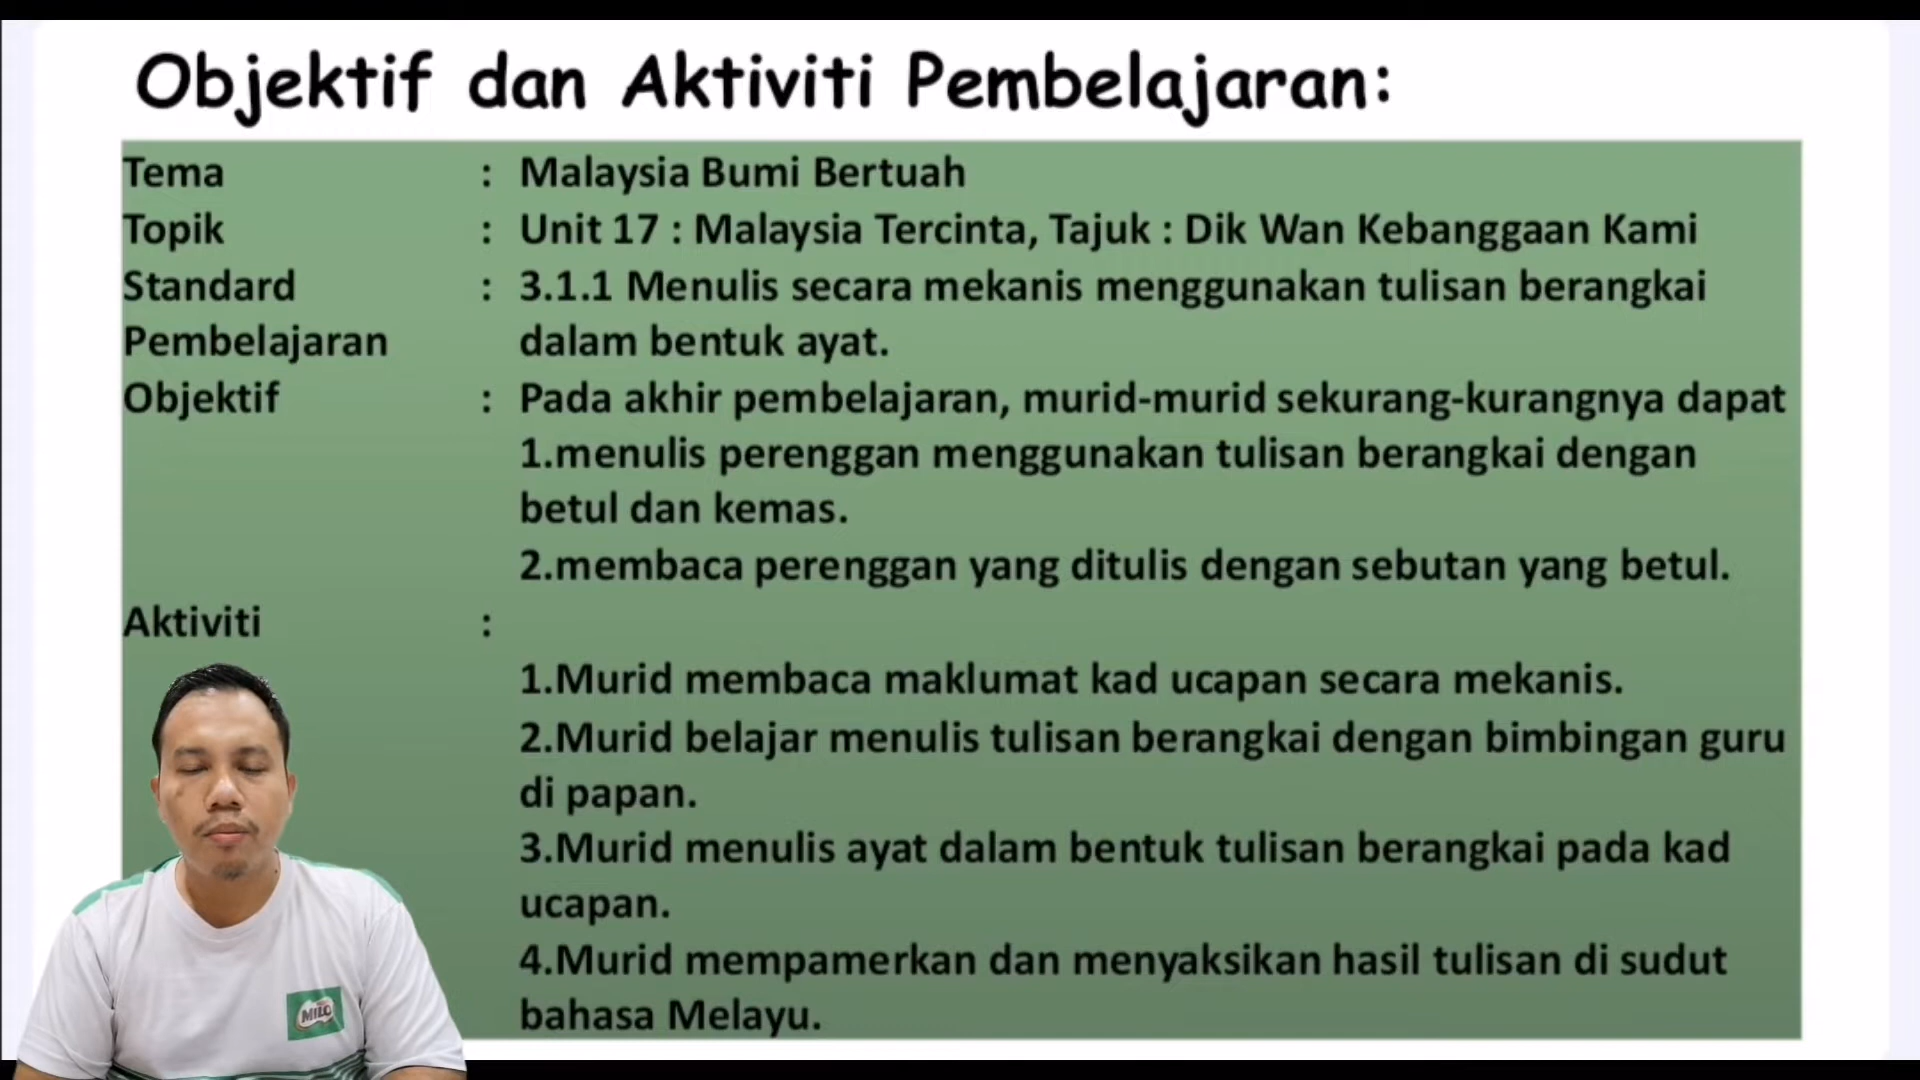 Objektif dan Aktiviti Pembelajaran:
Tema : Malaysia Bumi Bertuah
Topik : Unit 17 : Malaysia Tercinta, Tajuk : Dik Wan Kebanggaan Kami
Standard : 3.1.1 Menulis secara mekanis menggunakan tulisan berangkai
Pembelajaran dalam bentuk ayat.
Objektif : Pada akhir pembelajaran, murid-murid sekurang-kurangnya dapat
1.menulis perenggan menggunakan tulisan berangkai dengan
betul dan kemas.
2.membaca perenggan yang ditulis dengan sebutan yang betul.
Aktiviti :
1.Murid membaca maklumat kad ucapan secara mekanis.
2.Murid belajar menulis tulisan berangkai dengan bimbingan guru
di papan.
3.Murid menulis ayat dalam bentuk tulisan berangkai pada kad
ucapan.
4.Murid mempamerkan dan menyaksikan hasil tulisan di sudut
bahasa Melayu.
MILO